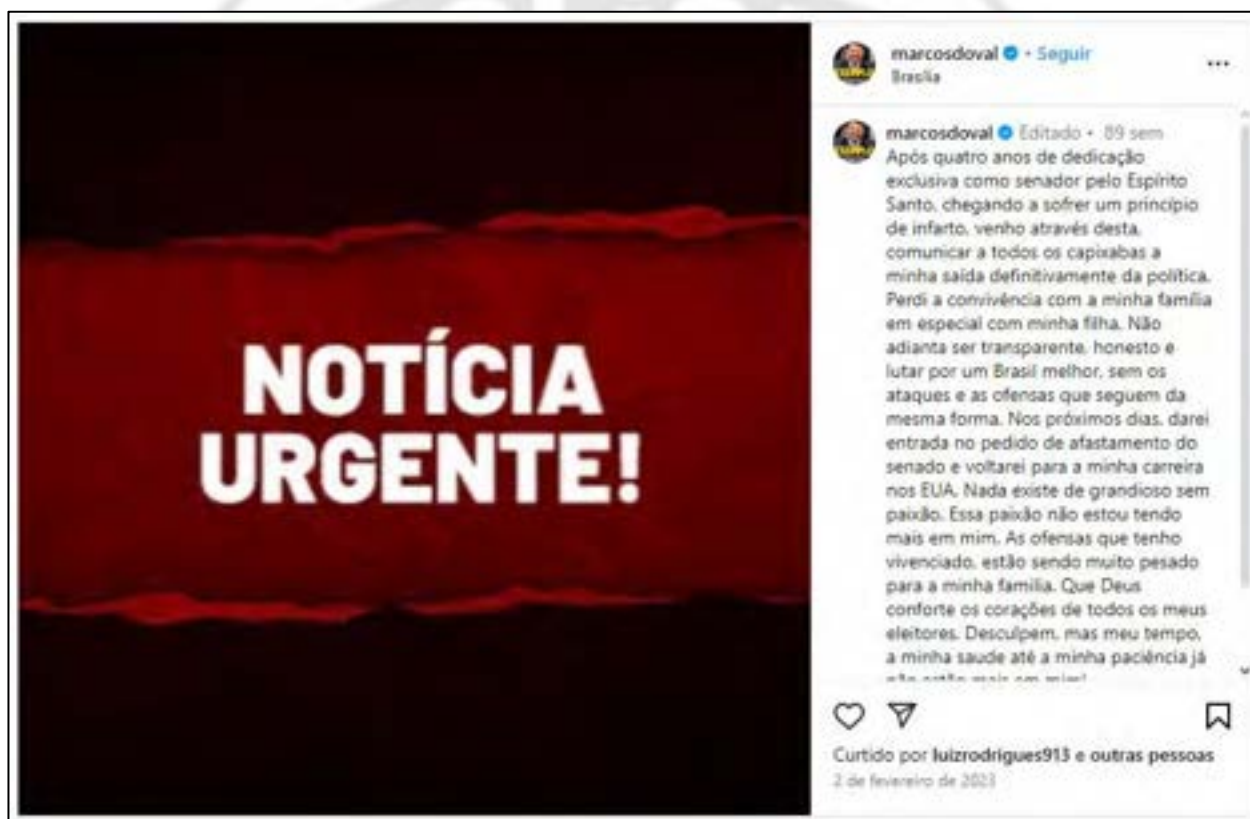 NOTÍCIA
URGENTE!
marcosdoval • Seguir
Brasília
...
marcosdoval Editado • 89 sem
Após quatro anos de dedicação
exclusiva como senador pelo Espírito
Santo, chegando a sofrer um princípio
de infarto, venho através desta,
comunicar a todos os capixabas a
minha saída definitivamente da política.
Perdi a convivência com a minha família
em especial com minha filha. Não
adianta ser transparente, honesto e
lutar por um Brasil melhor, sem os
ataques e as ofensas que seguem da
mesma forma. Nos próximos dias, darei
entrada no pedido de afastamento do
senado e voltarei para a minha carreira
nos EUA. Nada existe de grandioso sem
paixão. Essa paixão não estou tendo
mais em mim. As ofensas que tenho
vivenciado, estão sendo muito pesado
para a minha familia. Que Deus
conforte os corações de todos os meus
eleitores. Desculpem, mas meu tempo,
a minha saude até a minha paciência já
não estão mais em mim!
Curtido por luizrodrigues913 e outras pessoas
2 de fevereiro de 2023